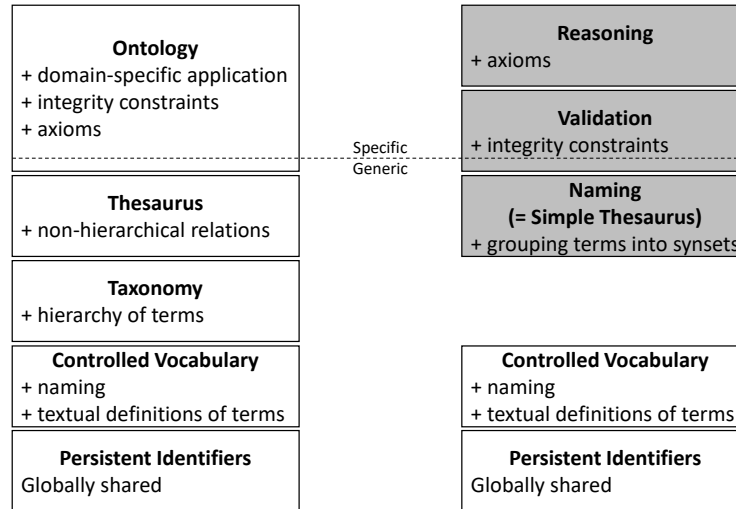 Ontology
+ domain-specific application
+ integrity constraints
+ axioms
Thesaurus
+ non-hierarchical relations
Taxonomy
+ hierarchy of terms
Controlled Vocabulary
+ naming
+ textual definitions of terms
Persistent Identifiers
Globally shared
Specific
Generic
Reasoning
+ axioms
Validation
+ integrity constraints
Naming
(= Simple Thesaurus)
+ grouping terms into synsets
Controlled Vocabulary
+ naming
+ textual definitions of terms
Persistent Identifiers
Globally shared